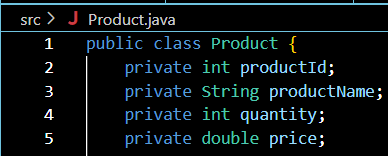 src > Product.java
1 public class Product {
2 private int productId;
3 private String productName;
4 private int quantity;
5 private double price;